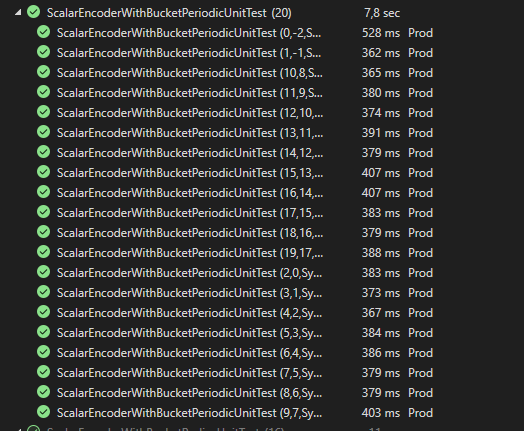 ScalarEncoderWithBucketPeriodicUnitTest (20) 7,8 sec
ScalarEncoderWithBucketPeriodicUnitTest (0,-2,S... 528 ms Prod
ScalarEncoderWithBucketPeriodicUnitTest (1,-1,S... 362 ms Prod
ScalarEncoderWithBucketPeriodicUnitTest (10,8,S... 365 ms Prod
ScalarEncoderWithBucketPeriodicUnitTest (11,9,S... 380 ms Prod
ScalarEncoderWithBucketPeriodicUnitTest (12,10,... 374 ms Prod
ScalarEncoderWithBucketPeriodicUnitTest (13,11,... 391 ms Prod
ScalarEncoderWithBucketPeriodicUnitTest (14,12,... 379 ms Prod
ScalarEncoderWithBucketPeriodicUnitTest (15,13,... 407 ms Prod
ScalarEncoderWithBucketPeriodicUnitTest (16,14,... 407 ms Prod
ScalarEncoderWithBucketPeriodicUnitTest (17,15,... 383 ms Prod
ScalarEncoderWithBucketPeriodicUnitTest (18,16,... 379 ms Prod
ScalarEncoderWithBucketPeriodicUnitTest (19,17,... 388 ms Prod
ScalarEncoderWithBucketPeriodicUnitTest (2,0,Sy... 383 ms Prod
ScalarEncoderWithBucketPeriodicUnitTest (3,1,Sy... 373 ms Prod
ScalarEncoderWithBucketPeriodicUnitTest (4,2,Sy... 367 ms Prod
ScalarEncoderWithBucketPeriodicUnitTest (5,3,Sy... 384 ms Prod
ScalarEncoderWithBucketPeriodicUnitTest (6,4,Sy... 386 ms Prod
ScalarEncoderWithBucketPeriodicUnitTest (7,5,Sy... 379 ms Prod
ScalarEncoderWithBucketPeriodicUnitTest (8,6,Sy... 379 ms Prod
ScalarEncoderWithBucketPeriodicUnitTest (9,7,Sy... 403 ms Prod